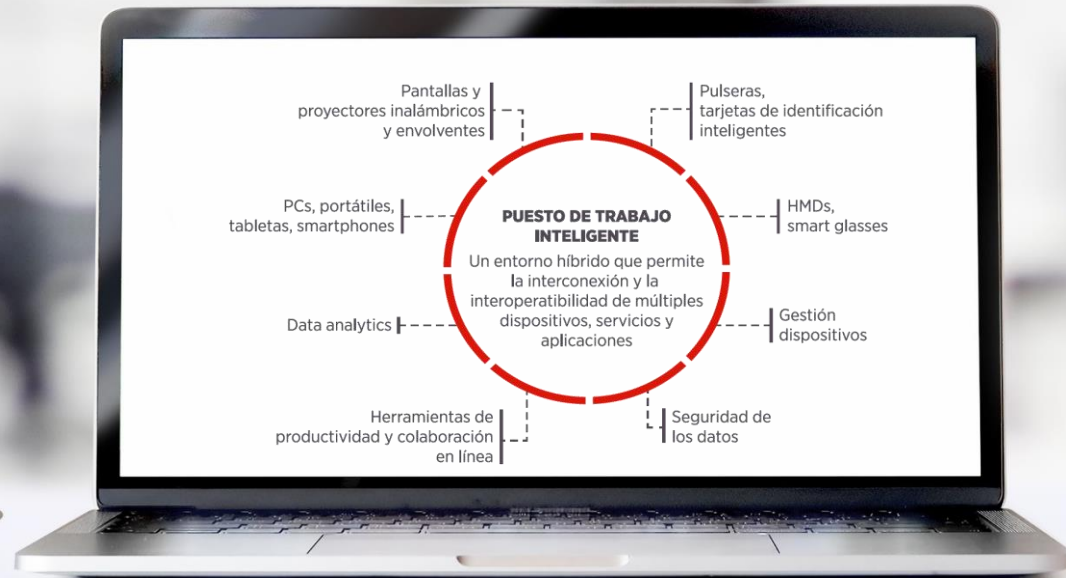 Pantallas y
proyectores inalámbricos
y envolventes
Pulseras,
tarjetas de identificación
inteligentes
PCs, portátiles,
tabletas, smartphones
HMDs,
smart glasses
PUESTO DE TRABAJO
INTELIGENTE
Un entorno híbrido que permite
la interconexión y la
interoperatibilidad de múltiples
dispositivos, servicios y
aplicaciones
Data analytics
Gestión
dispositivos
Herramientas de
productividad y colaboración
en línea
Seguridad de
los datos